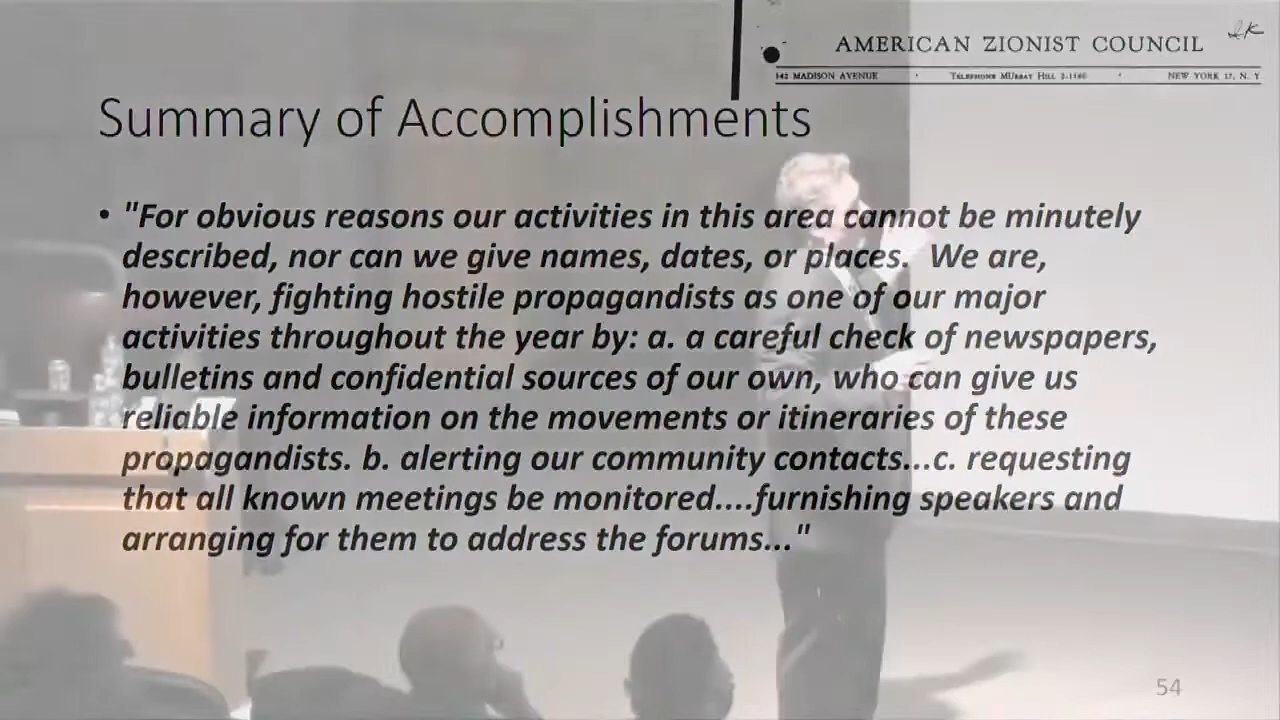 AMERICAN ZIONIST COUNCIL
342 MADISON AVENUE · TELEPHONE MURRAY HILL 2-1160 · NEW YORK 17, N. Y.
Summary of Accomplishments
• "For obvious reasons our activities in this area cannot be minutely
described, nor can we give names, dates, or places. We are,
however, fighting hostile propagandists as one of our major
activities throughout the year by: a. a careful check of newspapers,
bulletins and confidential sources of our own, who can give us
reliable information on the movements or itineraries of these
propagandists. b. alerting our community contacts...c. requesting
that all known meetings be monitored....furnishing speakers and
arranging for them to address the forums..."
54